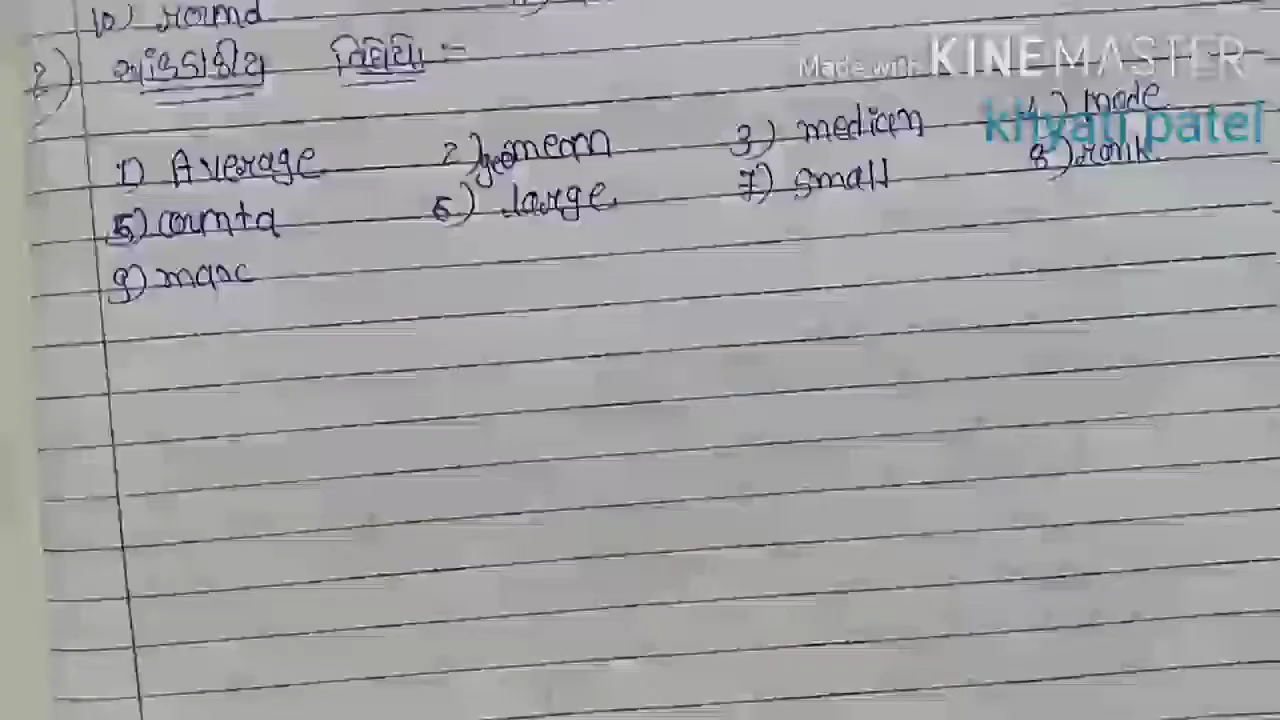 10) round
2) આંકડાકીય વિધેયો :-
1) Average 2) geomean 3) median 4) mode
5) counta 6) large 7) small 8) rank
9) max
Made with KINEMASTER
khyati patel